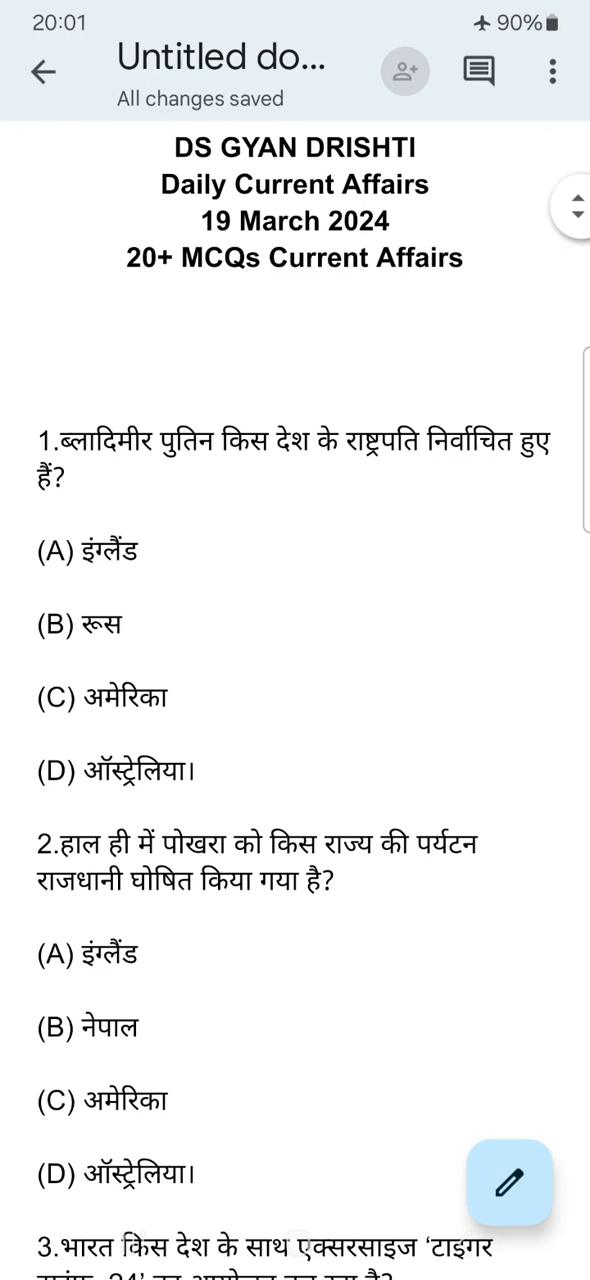 20:01
90%
Untitled do...
All changes saved
DS GYAN DRISHTI
Daily Current Affairs
19 March 2024
20+ MCQs Current Affairs
1.ब्लादिमीर पुतिन किस देश के राष्ट्रपति निर्वाचित हुए
हैं?
(A) इंग्लैंड
(B) रूस
(C) अमेरिका
(D) ऑस्ट्रेलिया।
2.हाल ही में पोखरा को किस राज्य की पर्यटन
राजधानी घोषित किया गया है?
(A) इंग्लैंड
(B) नेपाल
(C) अमेरिका
(D) ऑस्ट्रेलिया।
3.भारत किस देश के साथ एक्सरसाइज ‘टाइगर